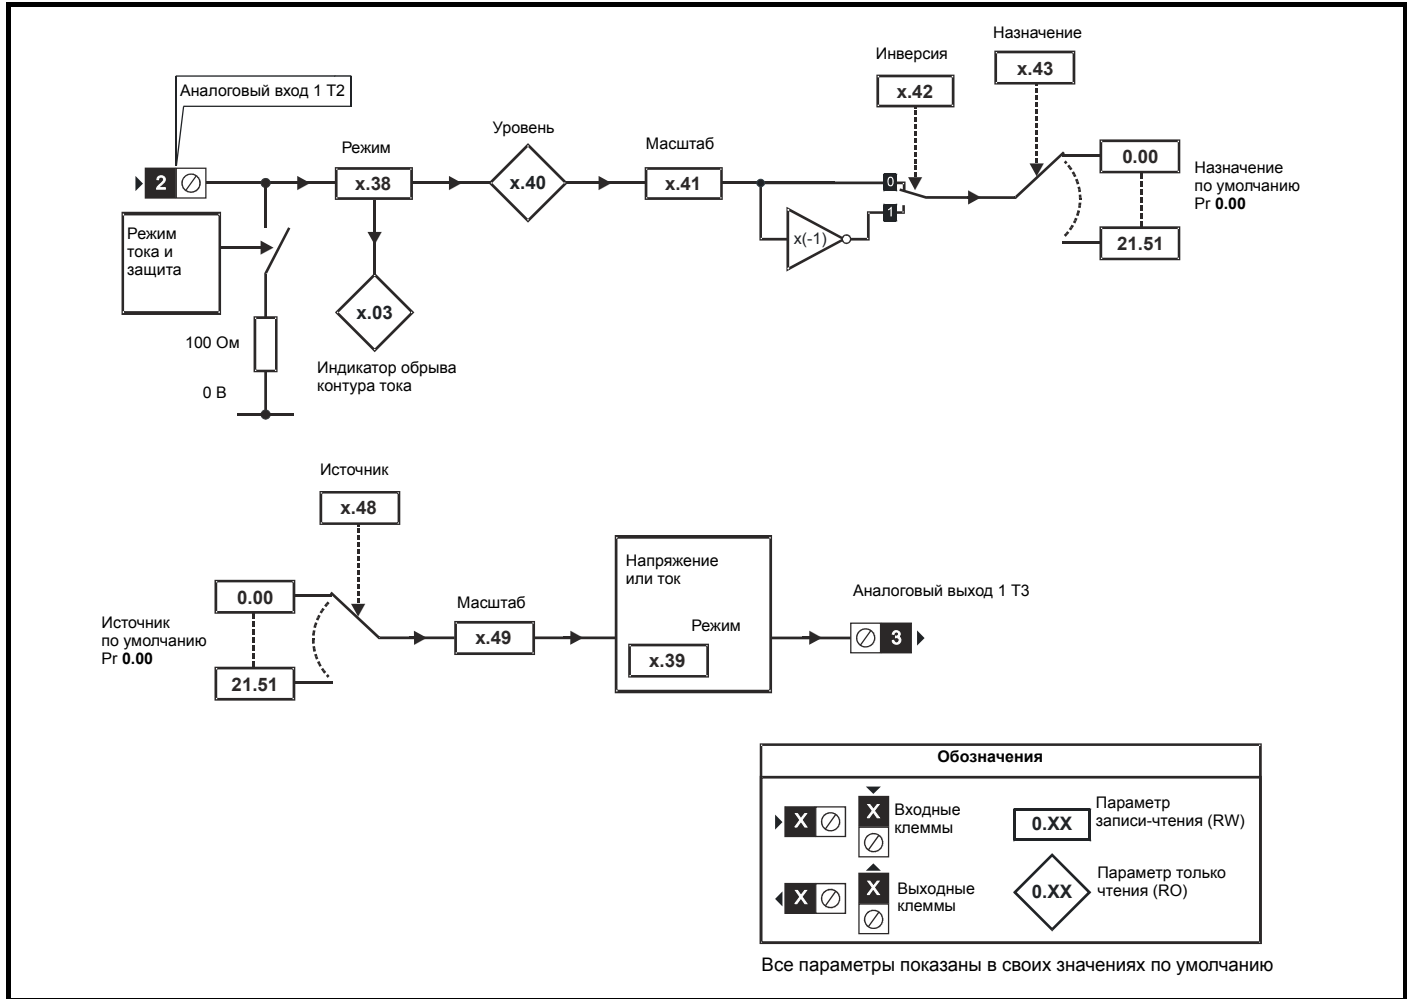 Назначение
Инверсия
x.43
x.42
Аналоговый вход 1 T2
Уровень
Режим
Масштаб
2
x.38
x.40
x.41
0
1
x(-1)
0.00
21.51
Назначение
по умолчанию
Pr 0.00
Режим
тока и
защита
x.03
100 Ом
0 В
Индикатор обрыва
контура тока
Источник
x.48
0.00
21.51
Источник
по умолчанию
Pr 0.00
Масштаб
x.49
Напряжение
или ток
Режим
x.39
Аналоговый выход 1 T3
3
Обозначения
X
X
Входные
клеммы
0.XX
Параметр
записи-чтения (RW)
X
X
Выходные
клеммы
0.XX
Параметр только
чтения (RO)
Все параметры показаны в своих значениях по умолчанию